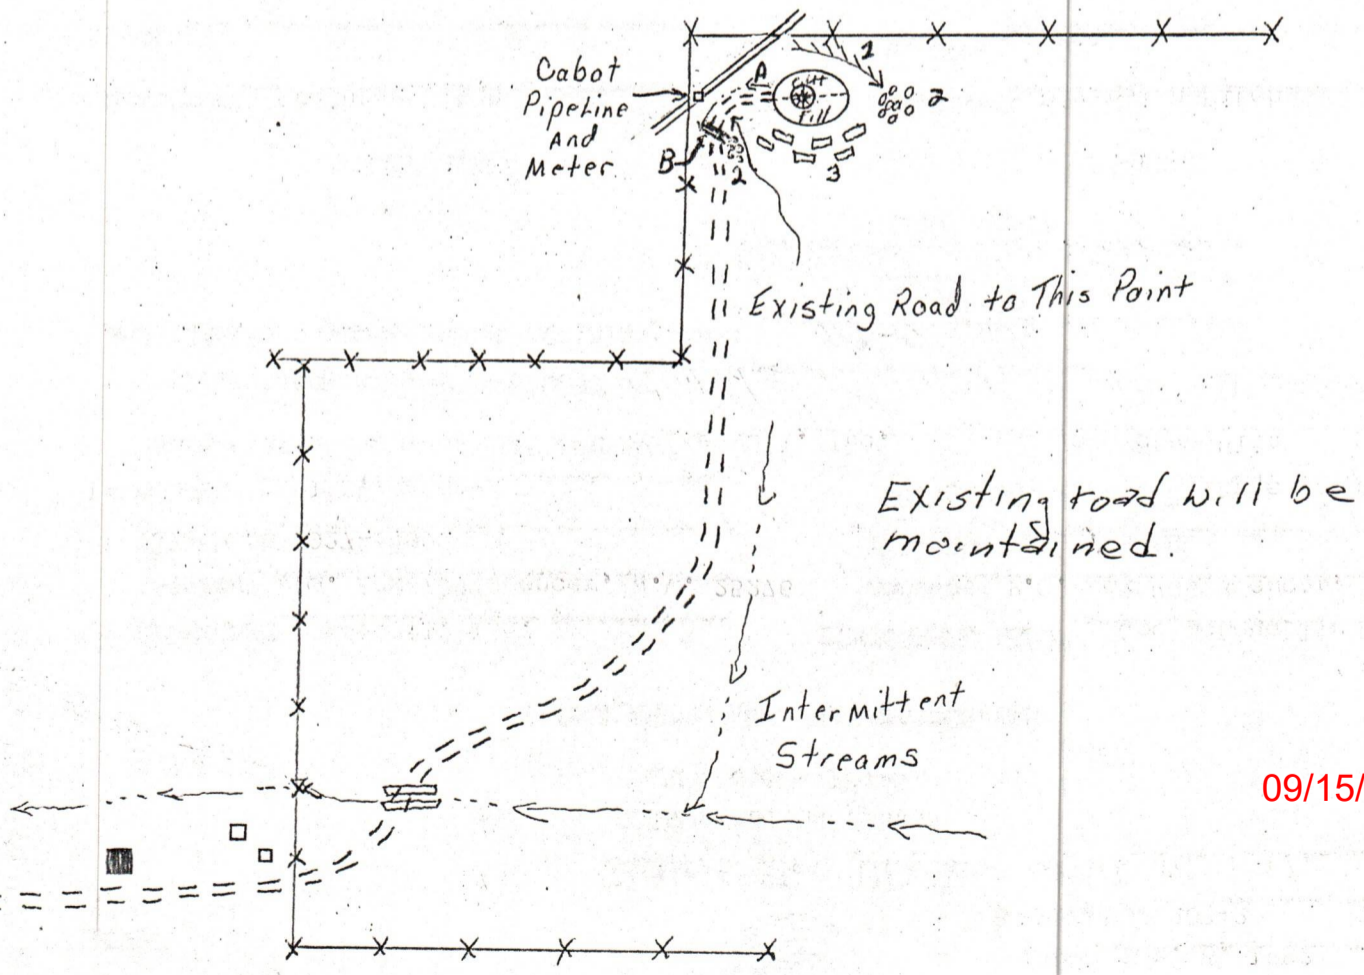 Cabot
Pipeline
And
Meter
A
1
Cut
Fill
2
B
2
3
Existing Road to This Point
Existing road will be
maintained.
Intermittent
Streams
09/15/